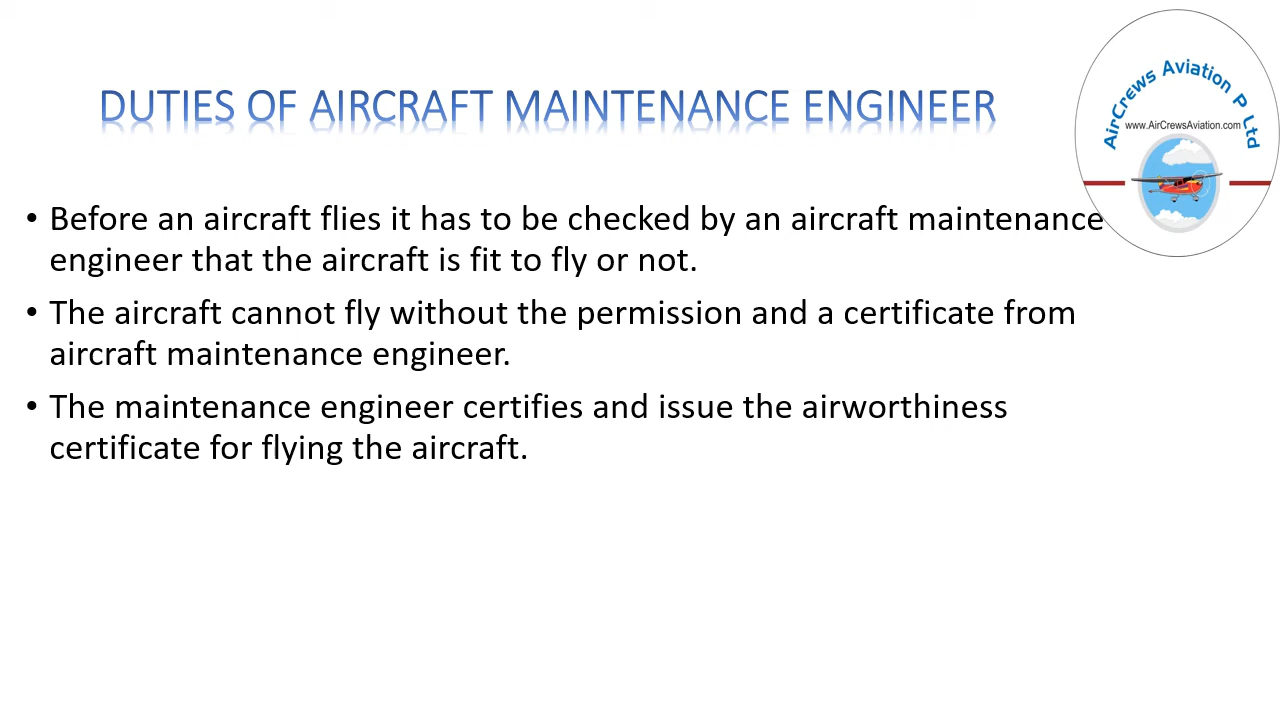 DUTIES OF AIRCRAFT MAINTENANCE ENGINEER
AirCrews Aviation P Ltd
www.AirCrewsAviation.com
• Before an aircraft flies it has to be checked by an aircraft maintenance
engineer that the aircraft is fit to fly or not.
• The aircraft cannot fly without the permission and a certificate from
aircraft maintenance engineer.
• The maintenance engineer certifies and issue the airworthiness
certificate for flying the aircraft.